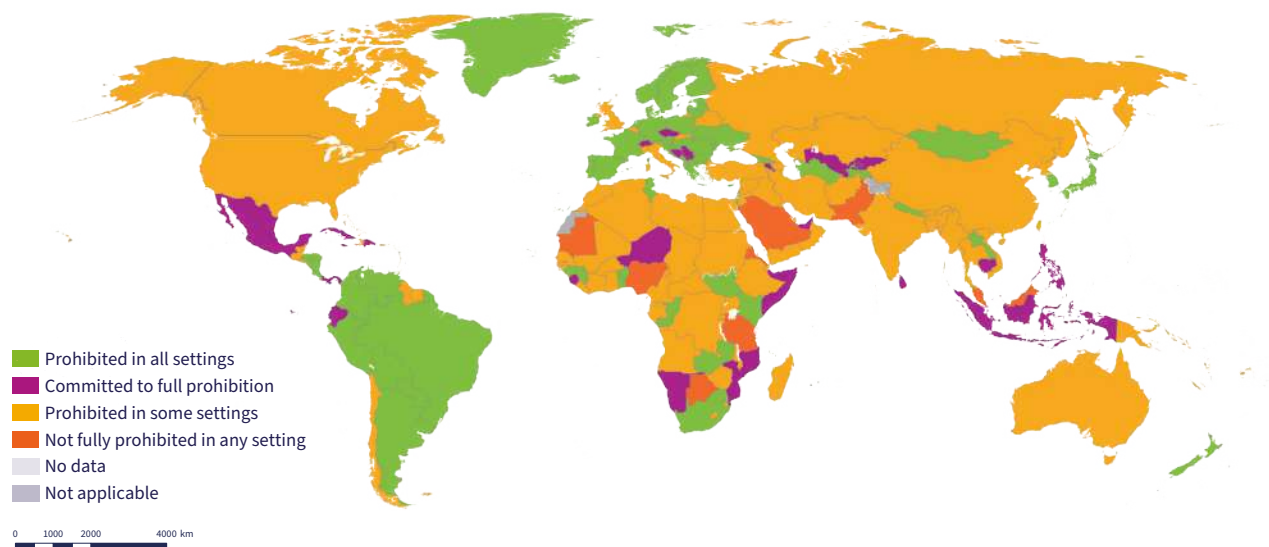 Prohibited in all settings
Committed to full prohibition
Prohibited in some settings
Not fully prohibited in any setting
No data
Not applicable
0 1000 2000 4000 km